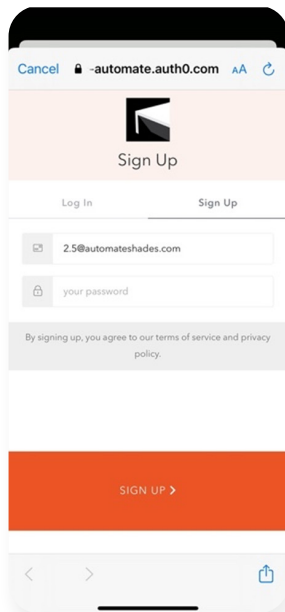 Cancel -automate.auth0.com AA
Sign Up
Log In Sign Up
2.5@automateshades.com
your password
By signing up, you agree to our terms of service and privacy
policy.
SIGN UP